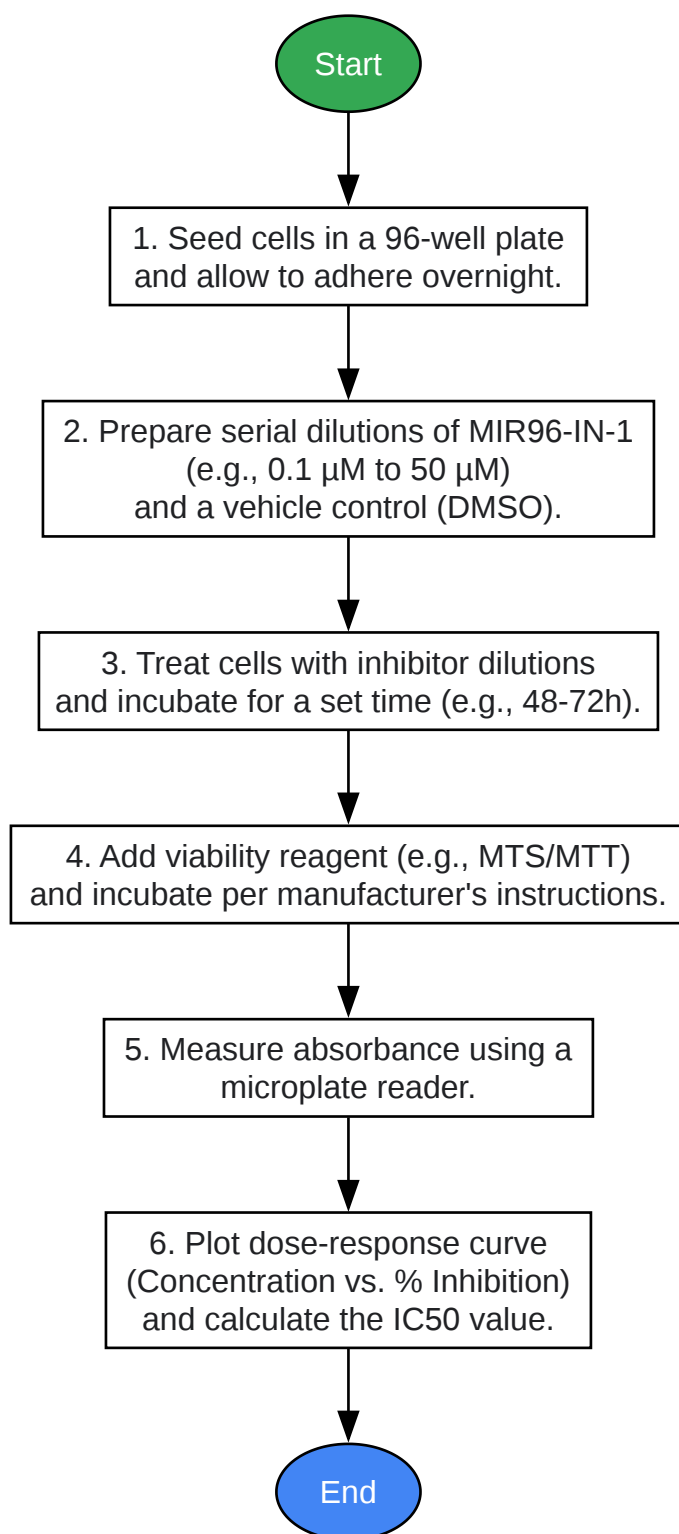 Start
1. Seed cells in a 96-well plate
and allow to adhere overnight.
2. Prepare serial dilutions of MIR96-IN-1
(e.g., 0.1 µM to 50 µM)
and a vehicle control (DMSO).
3. Treat cells with inhibitor dilutions
and incubate for a set time (e.g., 48-72h).
4. Add viability reagent (e.g., MTS/MTT)
and incubate per manufacturer's instructions.
5. Measure absorbance using a
microplate reader.
6. Plot dose-response curve
(Concentration vs. % Inhibition)
and calculate the IC50 value.
End